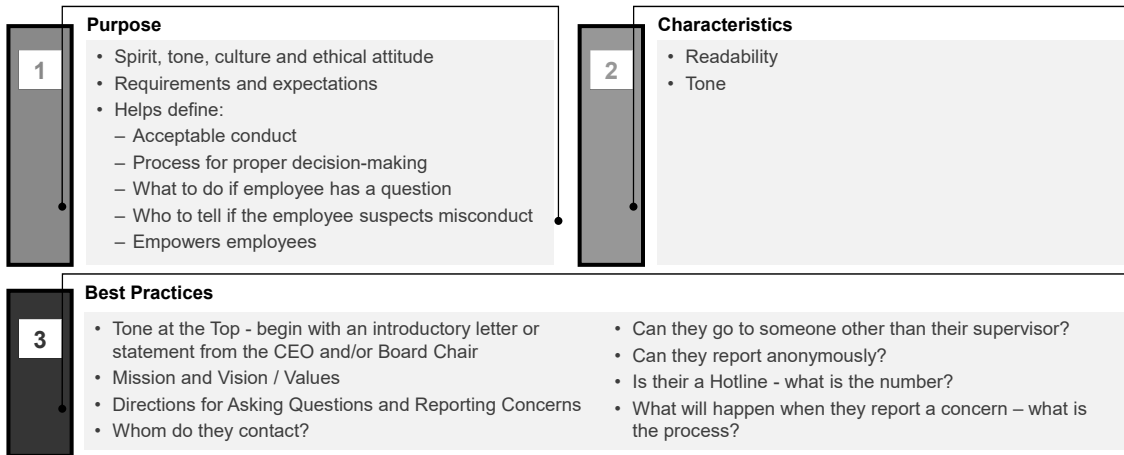 1
Purpose
• Spirit, tone, culture and ethical attitude
• Requirements and expectations
• Helps define:
– Acceptable conduct
– Process for proper decision-making
– What to do if employee has a question
– Who to tell if the employee suspects misconduct
– Empowers employees
2
Characteristics
• Readability
• Tone
3
Best Practices
• Tone at the Top - begin with an introductory letter or
statement from the CEO and/or Board Chair
• Mission and Vision / Values
• Directions for Asking Questions and Reporting Concerns
• Whom do they contact?
• Can they go to someone other than their supervisor?
• Can they report anonymously?
• Is their a Hotline - what is the number?
• What will happen when they report a concern – what is
the process?